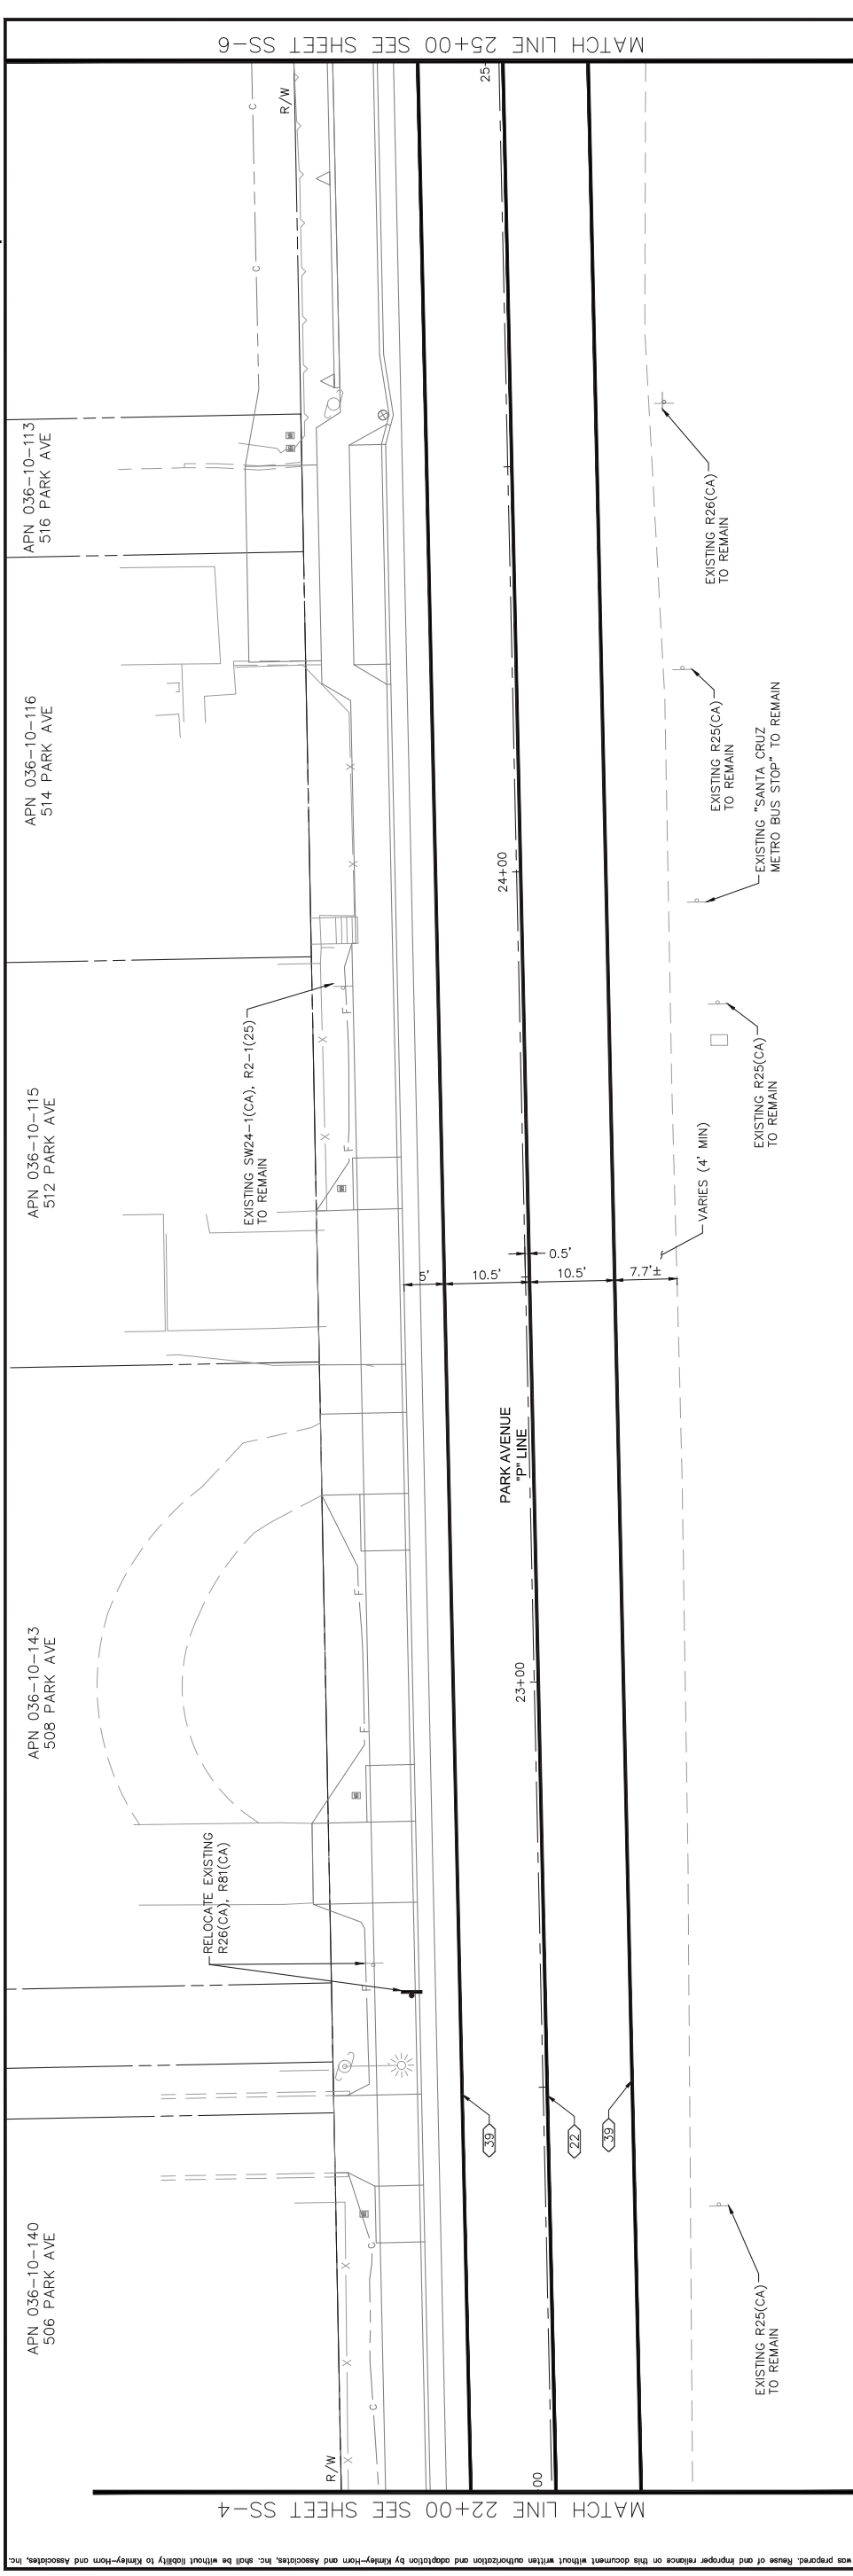 MATCH LINE 25+00 SEE SHEET SS-6
R/W
C
C
25
APN 036-10-113
516 PARK AVE
EXISTING R26(CA)
TO REMAIN
APN 036-10-116
514 PARK AVE
X
X
EXISTING R25(CA)
TO REMAIN
24+00
EXISTING "SANTA CRUZ
METRO BUS STOP" TO REMAIN
APN 036-10-115
512 PARK AVE
EXISTING SW24-1(CA), R2-1(25)
TO REMAIN
X
F
X
F
EXISTING R25(CA)
TO REMAIN
VARIES (4' MIN)
5'
10.5'
0.5'
10.5'
7.7'±
PARK AVENUE
"P" LINE
APN 036-10-143
508 PARK AVE
F
F
23+00
RELOCATE EXISTING
R26(CA), R81(CA)
F
39
22
39
APN 036-10-140
506 PARK AVE
X
C
X
C
X
R/W
EXISTING R25(CA)
TO REMAIN
00
MATCH LINE 22+00 SEE SHEET SS-4
was prepared. Reuse of and improper reliance on this document without written authorization and adaptation by Kimley-Horn and Associates, Inc. shall be without liability to Kimley-Horn and Associates, Inc.